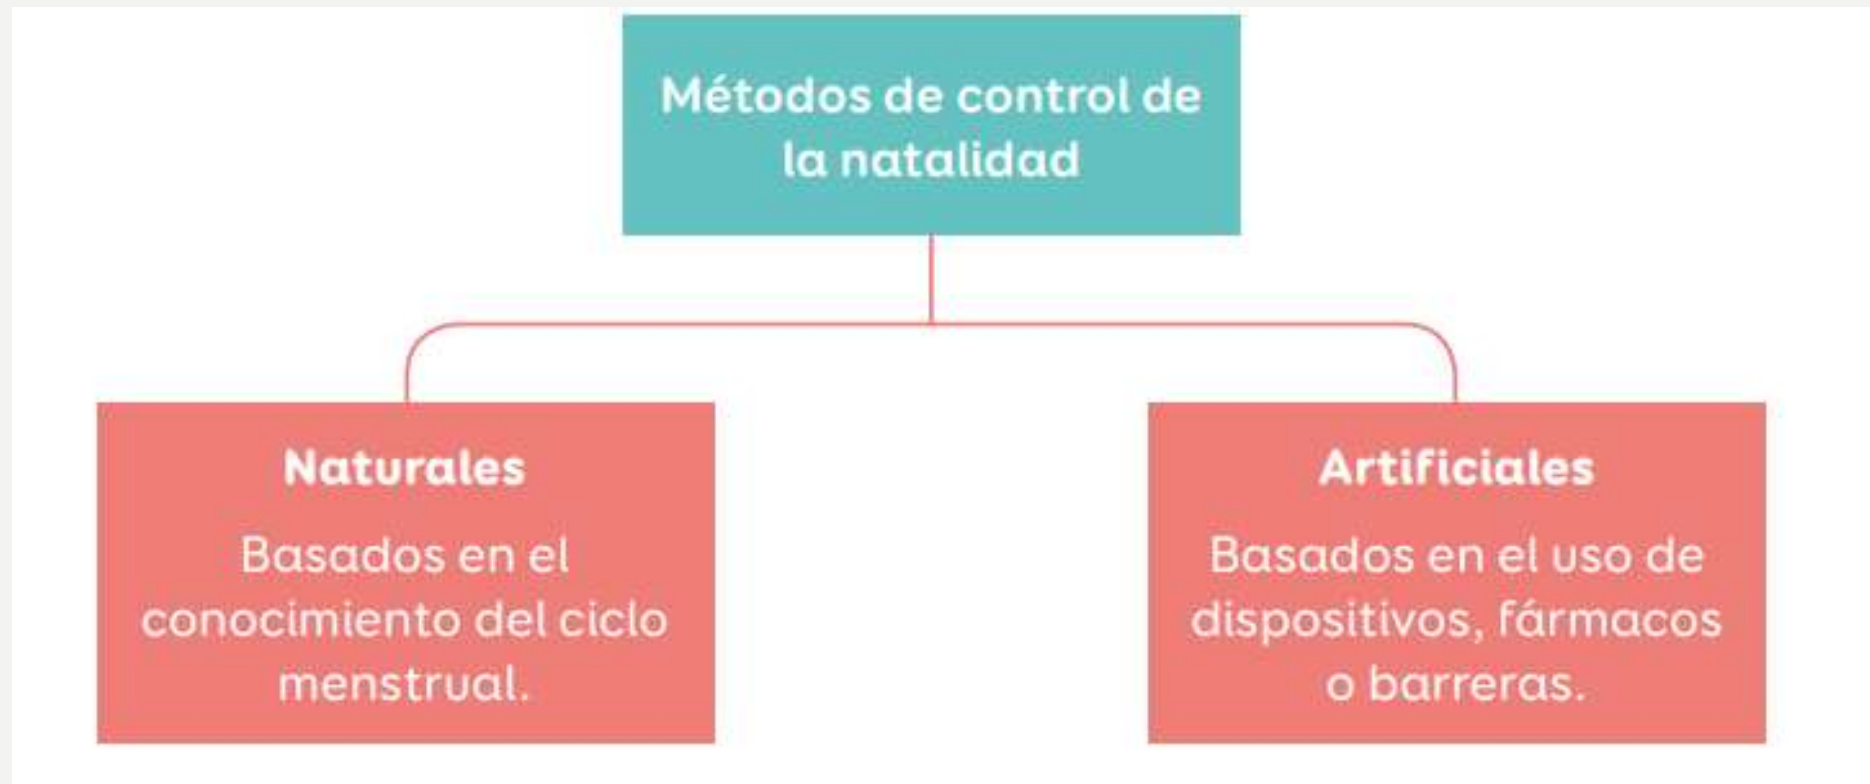 Métodos de control de
la natalidad
Naturales
Basados en el
conocimiento del ciclo
menstrual.
Artificiales
Basados en el uso de
dispositivos, fármacos
o barreras.